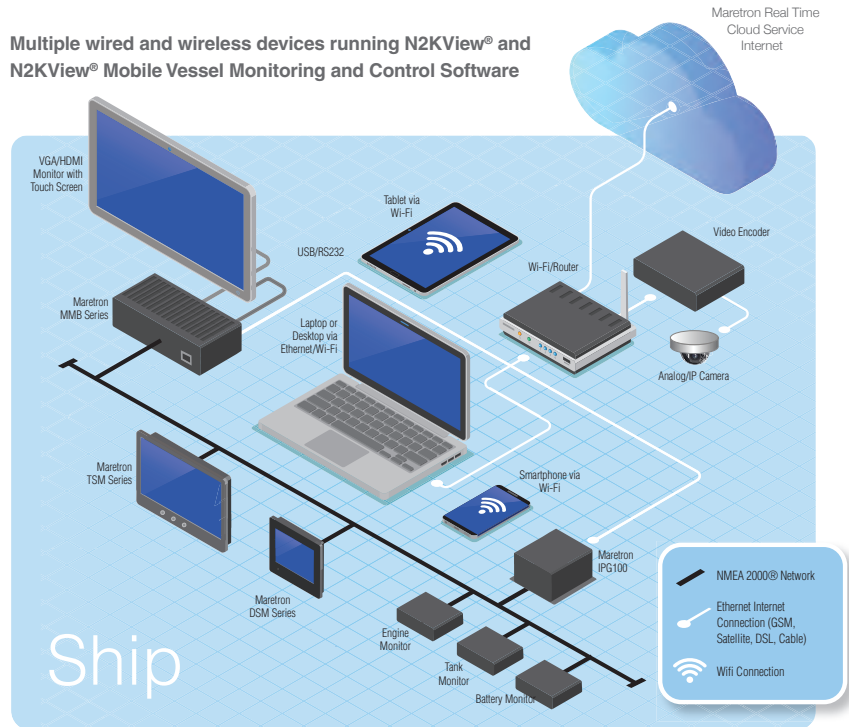 Multiple wired and wireless devices running N2KView® and
N2KView® Mobile Vessel Monitoring and Control Software
Maretron Real Time
Cloud Service
Internet
VGA/HDMI
Monitor with
Touch Screen
Tablet via
Wi-Fi
USB/RS232
Video Encoder
Wi-Fi/Router
Maretron
MMB Series
Laptop or
Desktop via
Ethernet/Wi-Fi
Analog/IP Camera
Maretron
TSM Series
Smartphone via
Wi-Fi
Maretron
IPG100
Maretron
DSM Series
Engine
Monitor
Tank
Monitor
Battery Monitor
Ship
NMEA 2000® Network
Ethernet Internet
Connection (GSM,
Satellite, DSL, Cable)
Wifi Connection